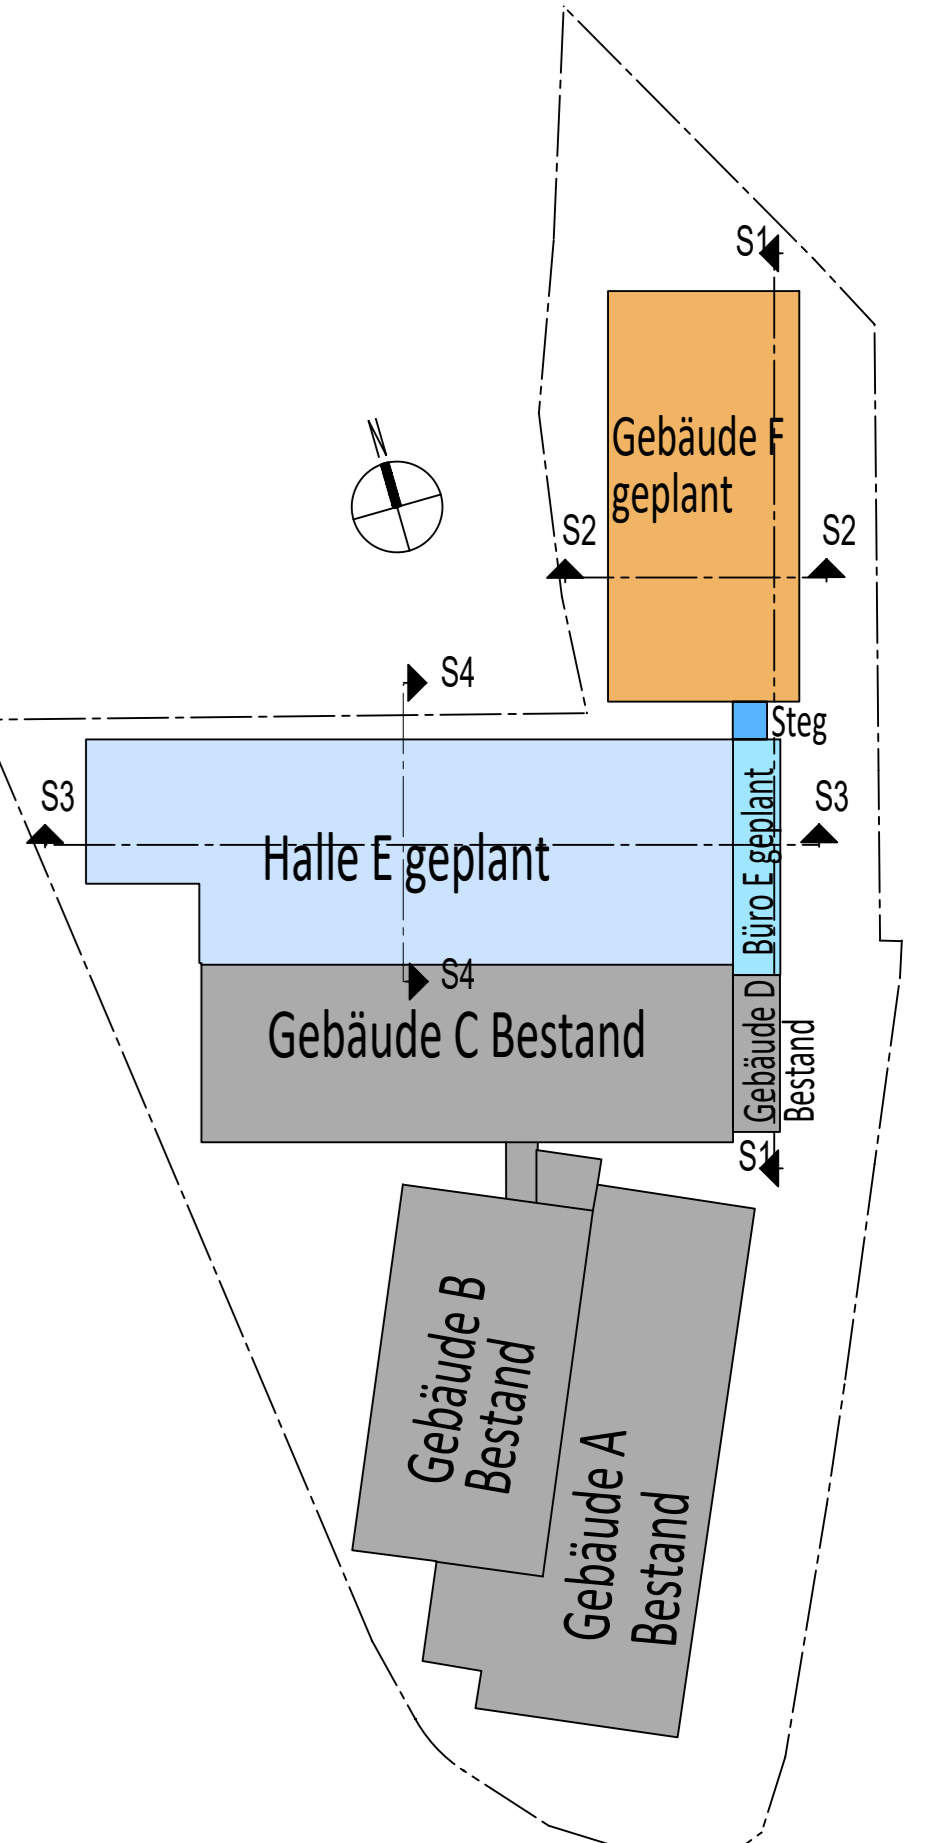 S1
Gebäude F
geplant
S2
S2
S4
Steg
S3
S3
Halle E geplant
Büro E geplant
S4
Gebäude C Bestand
Gebäude D
Bestand
S1
Gebäude B
Bestand
Gebäude A
Bestand